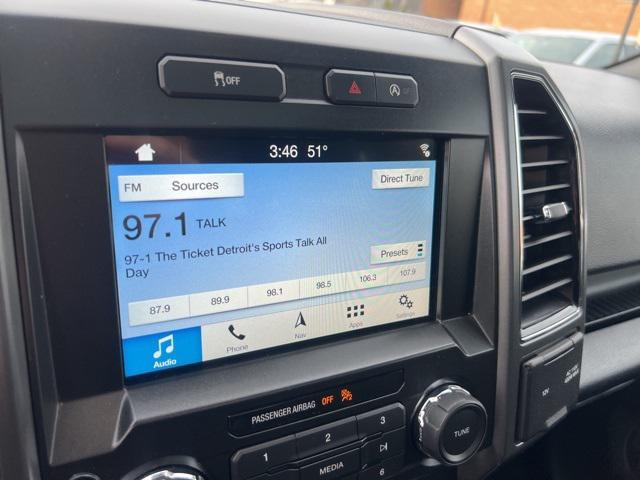 OFF
3:46 51°
FM Sources Direct Tune
97.1 TALK
97-1 The Ticket Detroit's Sports Talk All
Day
Presets
87.9 89.9 98.1 98.5 106.3 107.9
Audio Phone Nav Apps Settings
PASSENGER AIRBAG OFF
1 2 3
MEDIA
6
TUNE
12V